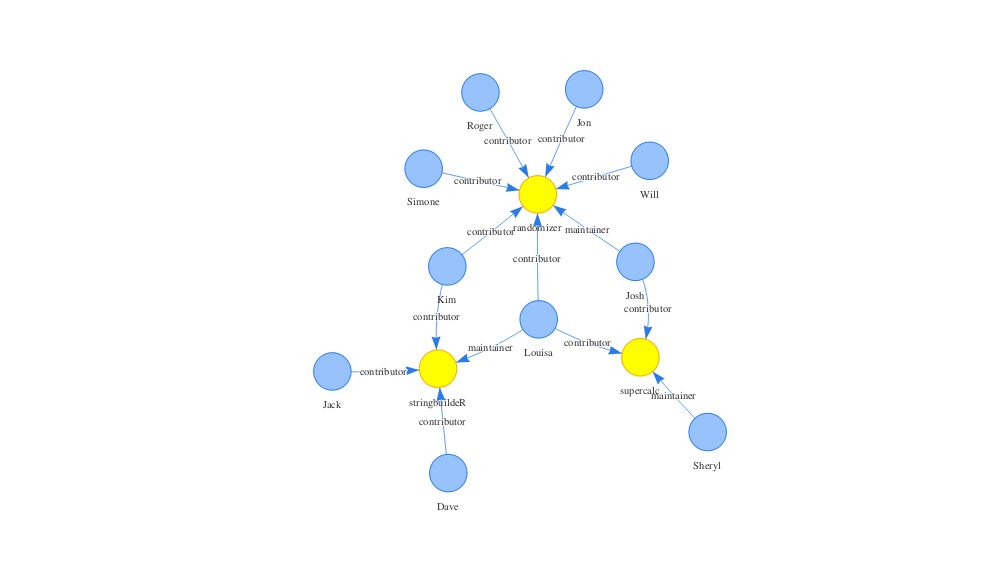 Roger
Jon
contributor
contributor
contributor
contributor
Simone
Will
contributor
randomizer
maintainer
contributor
Kim
Josh
contributor
contributor
maintainer
Louisa
contributor
Jack
contributor
stringbuildeR
supercalc
maintainer
contributor
Sheryl
Dave